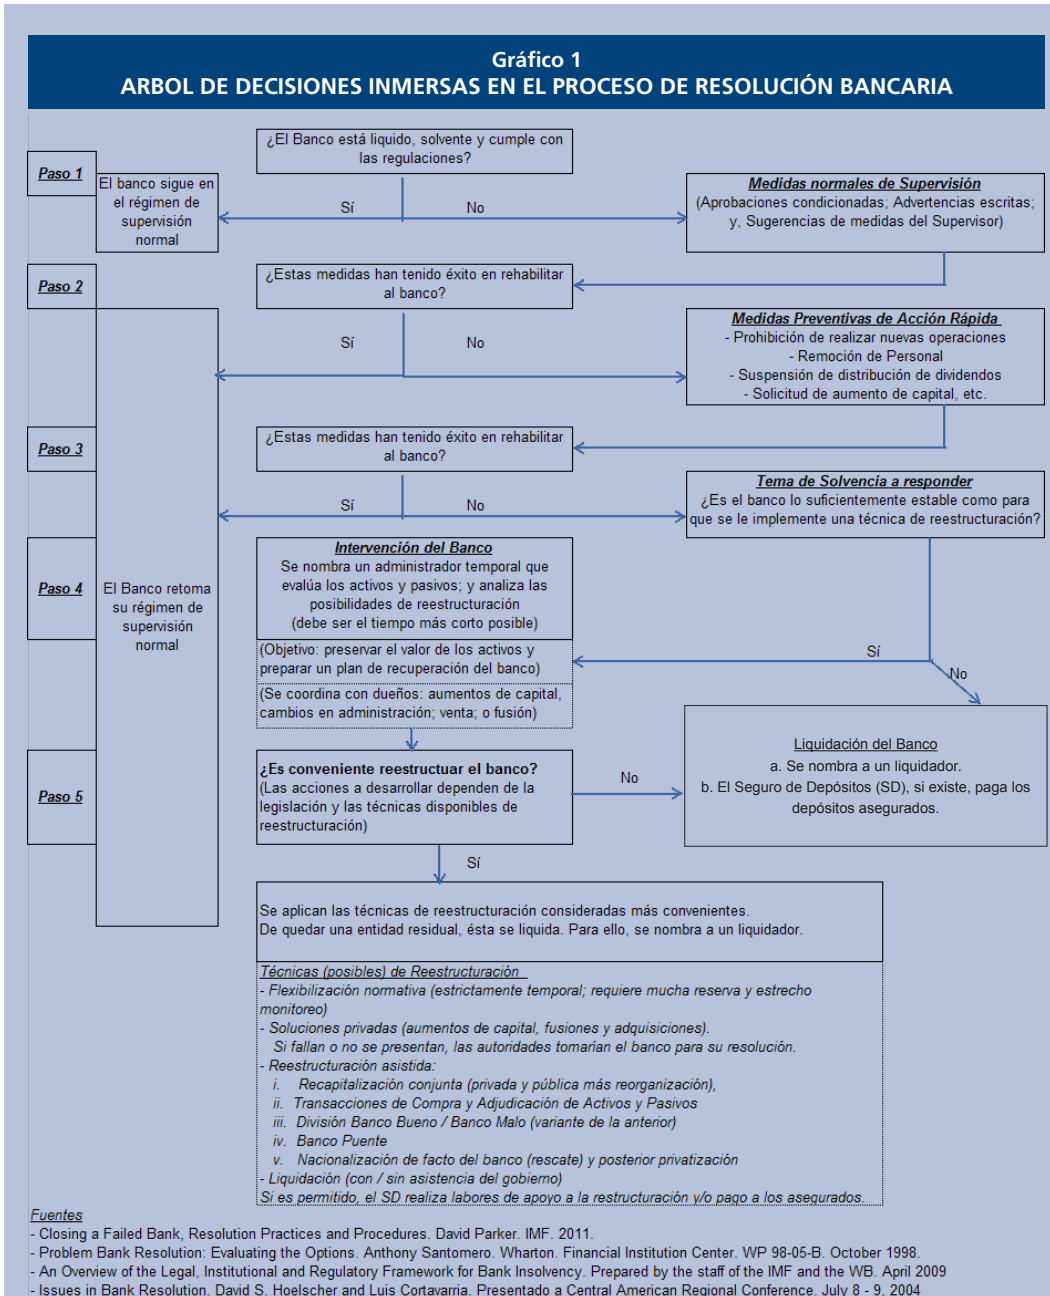 Gráfico 1
ARBOL DE DECISIONES INMERSAS EN EL PROCESO DE RESOLUCIÓN BANCARIA
¿El Banco está liquido, solvente y cumple con
las regulaciones?
Paso 1
El banco sigue en
el régimen de
supervisión
normal
Sí
No
Medidas normales de Supervisión
(Aprobaciones condicionadas; Advertencias escritas;
y, Sugerencias de medidas del Supervisor)
Paso 2
¿Estas medidas han tenido éxito en rehabilitar
al banco?
Sí
No
Medidas Preventivas de Acción Rápida
- Prohibición de realizar nuevas operaciones
- Remoción de Personal
- Suspensión de distribución de dividendos
- Solicitud de aumento de capital, etc.
Paso 3
¿Estas medidas han tenido éxito en rehabilitar
al banco?
Sí
No
Tema de Solvencia a responder
¿Es el banco lo suficientemente estable como para
que se le implemente una técnica de reestructuración?
Paso 4
El Banco retoma
su régimen de
supervisión
normal
Intervención del Banco
Se nombra un administrador temporal que
evalúa los activos y pasivos; y analiza las
posibilidades de reestructuración
(debe ser el tiempo más corto posible)
(Objetivo: preservar el valor de los activos y
preparar un plan de recuperación del banco)
(Se coordina con dueños: aumentos de capital,
cambios en administración; venta; o fusión)
Sí
No
Liquidación del Banco
a. Se nombra a un liquidador.
b. El Seguro de Depósitos (SD), si existe, paga los
depósitos asegurados.
Paso 5
¿Es conveniente reestructuar el banco?
(Las acciones a desarrollar dependen de la
legislación y las técnicas disponibles de
reestructuración)
No
Sí
Se aplican las técnicas de reestructuración consideradas más convenientes.
De quedar una entidad residual, ésta se liquida. Para ello, se nombra a un liquidador.
Técnicas (posibles) de Reestructuración
- Flexibilización normativa (estrictamente temporal; requiere mucha reserva y estrecho
monitoreo)
- Soluciones privadas (aumentos de capital, fusiones y adquisiciones).
Si fallan o no se presentan, las autoridades tomarían el banco para su resolución.
- Reestructuración asistida:
i. Recapitalización conjunta (privada y pública más reorganización),
ii. Transacciones de Compra y Adjudicación de Activos y Pasivos
iii. División Banco Bueno / Banco Malo (variante de la anterior)
iv. Banco Puente
v. Nacionalización de facto del banco (rescate) y posterior privatización
- Liquidación (con / sin asistencia del gobierno)
Si es permitido, el SD realiza labores de apoyo a la restructuración y/o pago a los asegurados.
Fuentes
- Closing a Failed Bank, Resolution Practices and Procedures. David Parker. IMF. 2011.
- Problem Bank Resolution: Evaluating the Options. Anthony Santomero. Wharton. Financial Institution Center. WP 98-05-B. October 1998.
- An Overview of the Legal, Institutional and Regulatory Framework for Bank Insolvency. Prepared by the staff of the IMF and the WB. April 2009
- Issues in Bank Resolution. David S. Hoelscher and Luis Cortavarria. Presentado a Central American Regional Conference. July 8 - 9, 2004